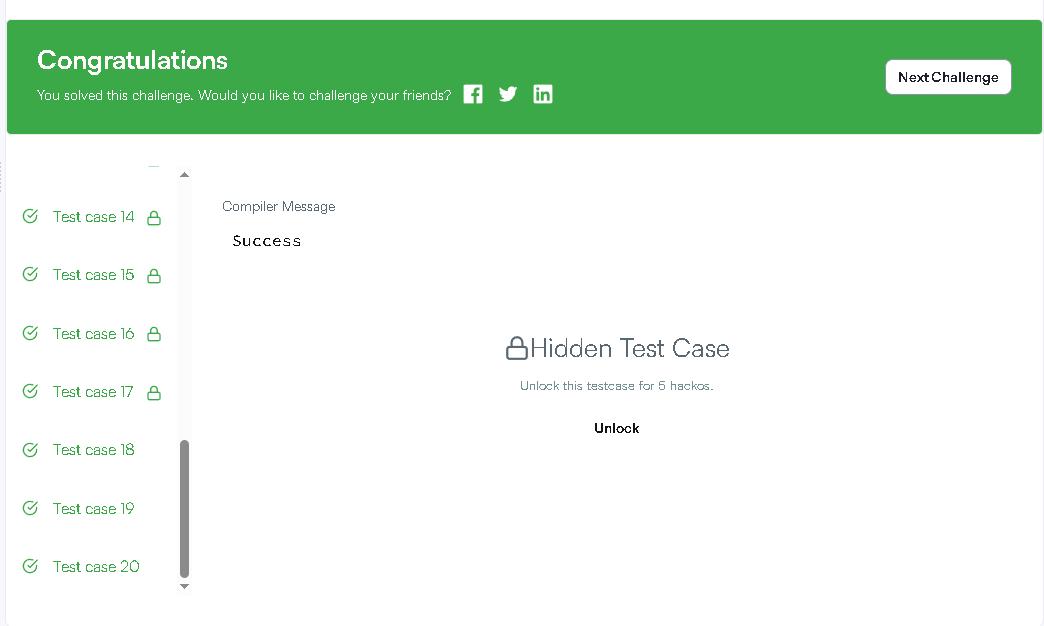 Congratulations
You solved this challenge. Would you like to challenge your friends?
Next Challenge
Test case 14
Test case 15
Test case 16
Test case 17
Test case 18
Test case 19
Test case 20
Compiler Message
Success
Hidden Test Case
Unlock this testcase for 5 hackos.
Unlock